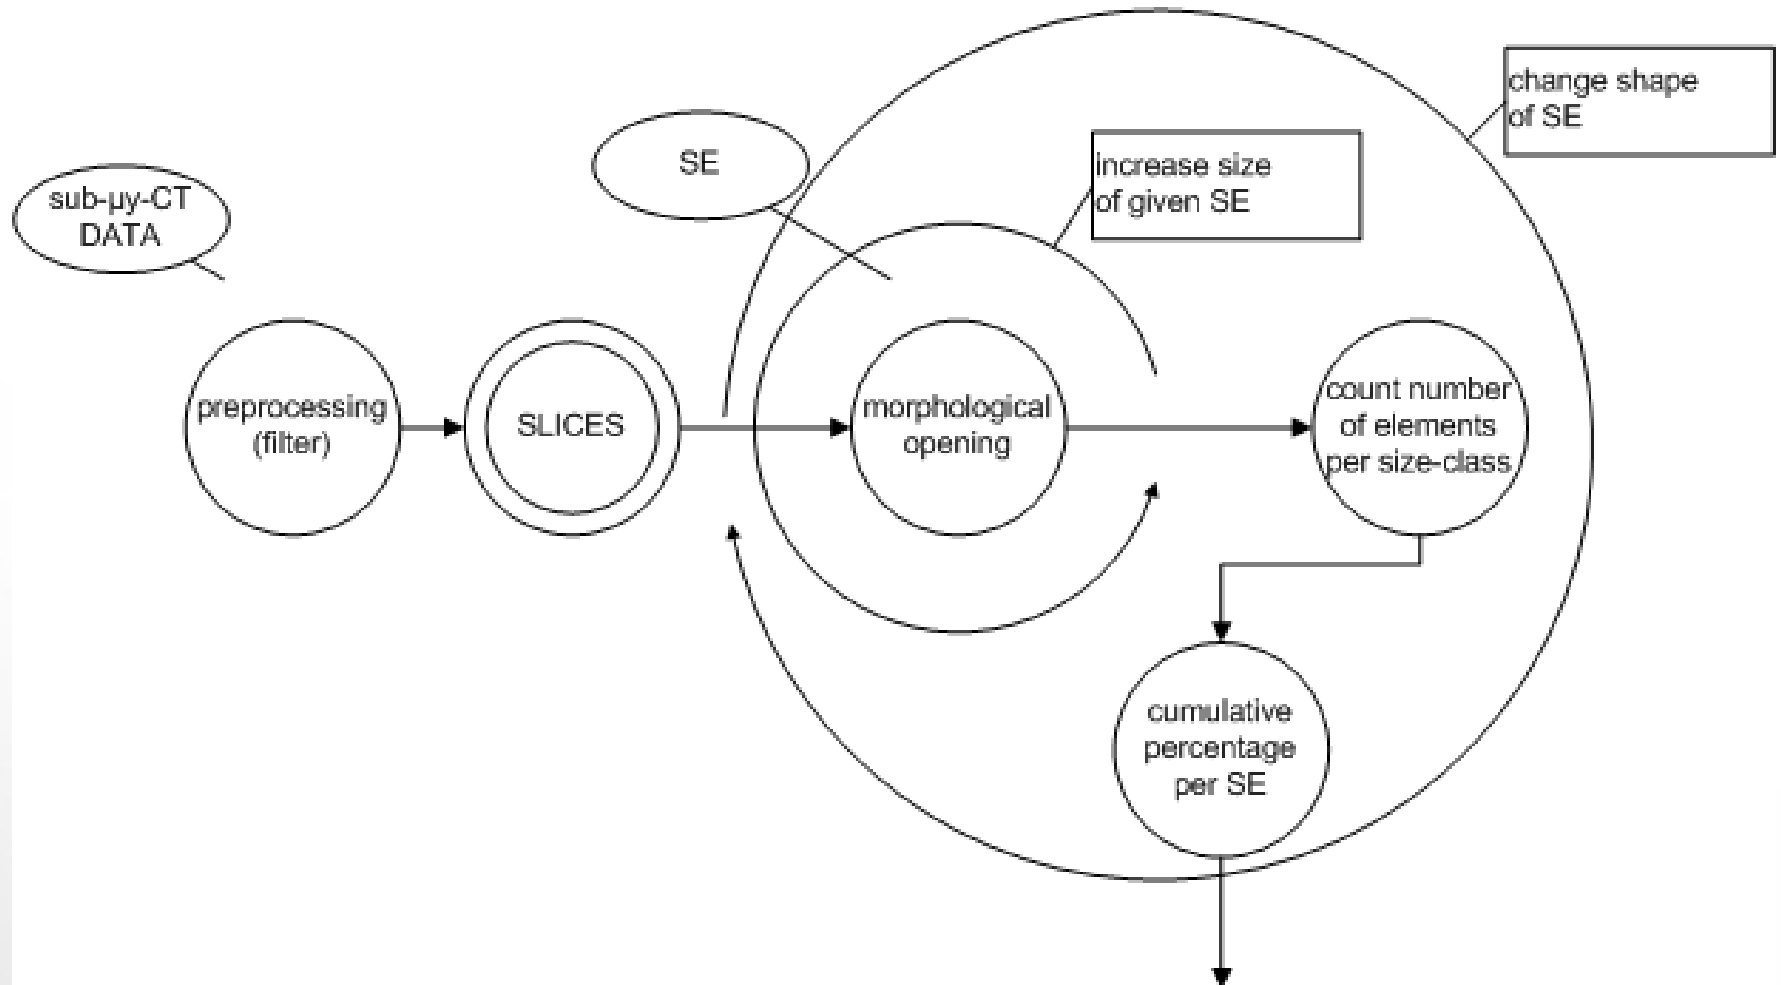 sub-µy-CT
DATA
SE
increase size
of given SE
change shape
of SE
preprocessing
(filter)
SLICES
morphological
opening
count number
of elements
per size-class
cumulative
percentage
per SE